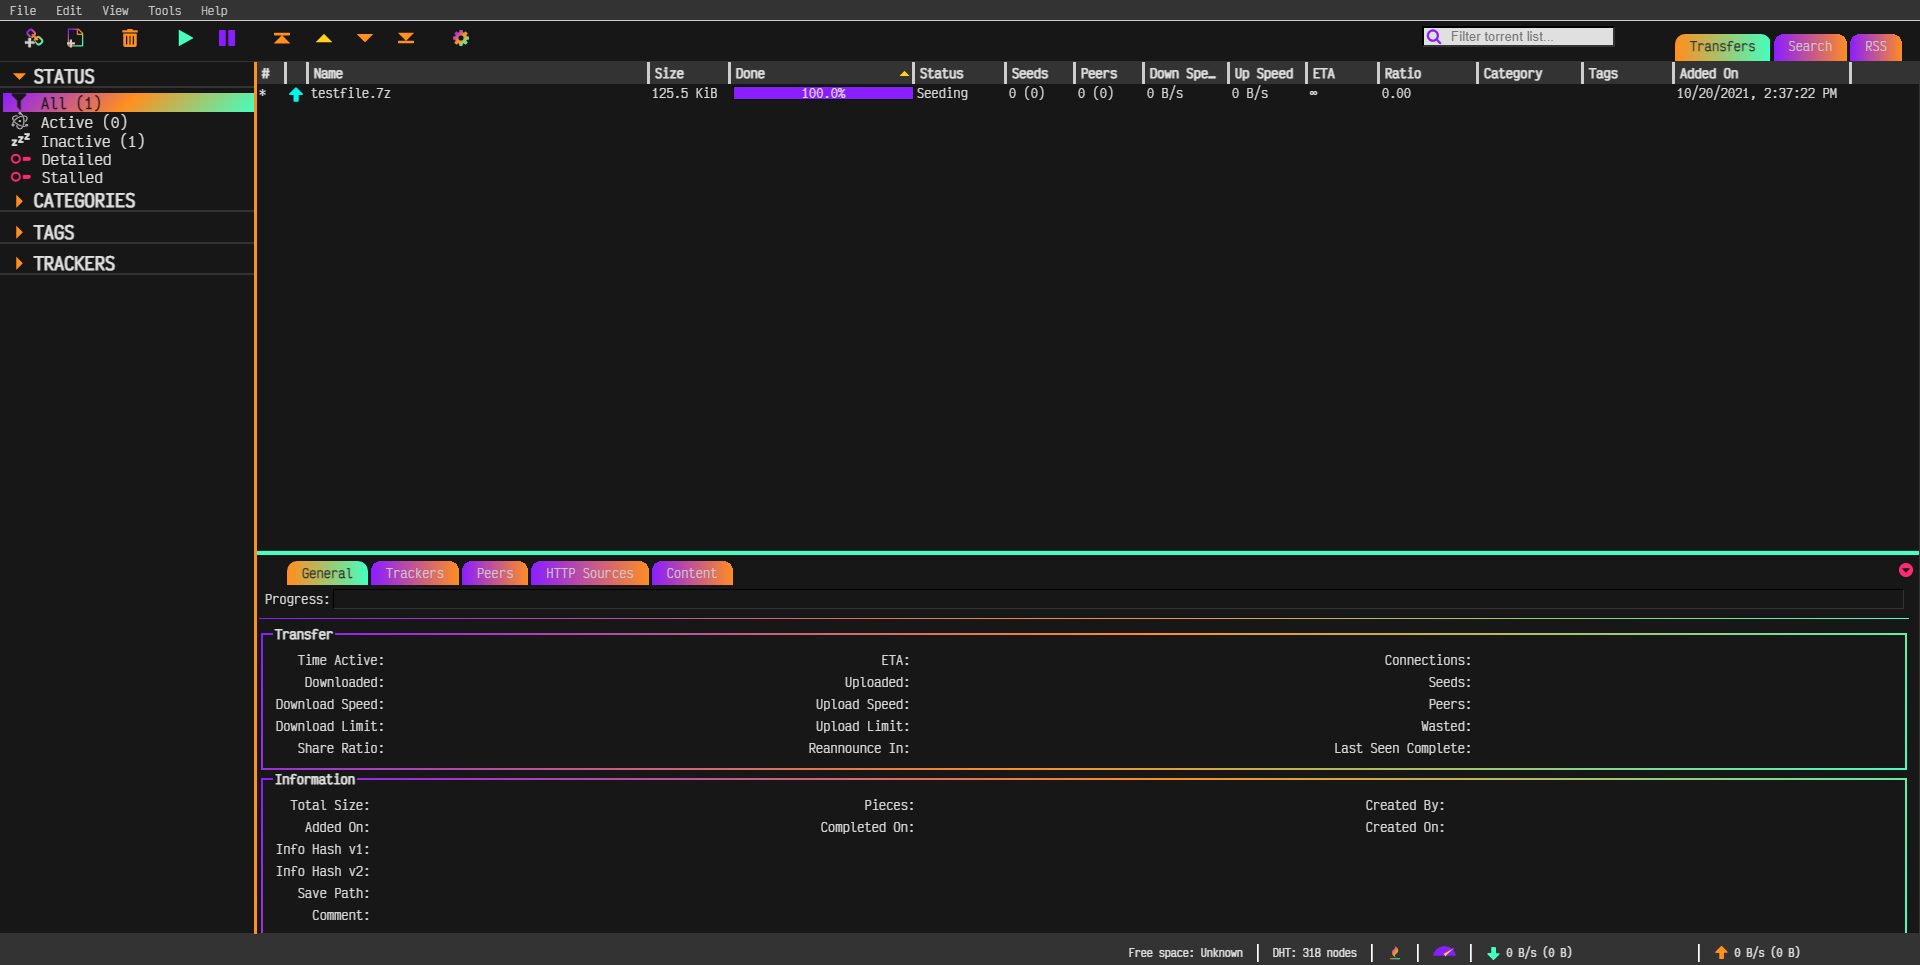 File Edit View Tools Help
Filter torrent list...
Transfers Search RSS
STATUS
All (1)
Active (0)
Inactive (1)
Detailed
Stalled
CATEGORIES
TAGS
TRACKERS
# Name Size Done Status Seeds Peers Down Spe… Up Speed ETA Ratio Category Tags Added On
* testfile.7z 125.5 KiB 100.0% Seeding 0 (0) 0 (0) 0 B/s 0 B/s ∞ 0.00 10/20/2021, 2:37:22 PM
General Trackers Peers HTTP Sources Content
Progress:
Transfer
Time Active: ETA: Connections:
Downloaded: Uploaded: Seeds:
Download Speed: Upload Speed: Peers:
Download Limit: Upload Limit: Wasted:
Share Ratio: Reannounce In: Last Seen Complete:
Information
Total Size: Pieces: Created By:
Added On: Completed On: Created On:
Info Hash v1:
Info Hash v2:
Save Path:
Comment:
Free space: Unknown DHT: 318 nodes 0 B/s (0 B) 0 B/s (0 B)